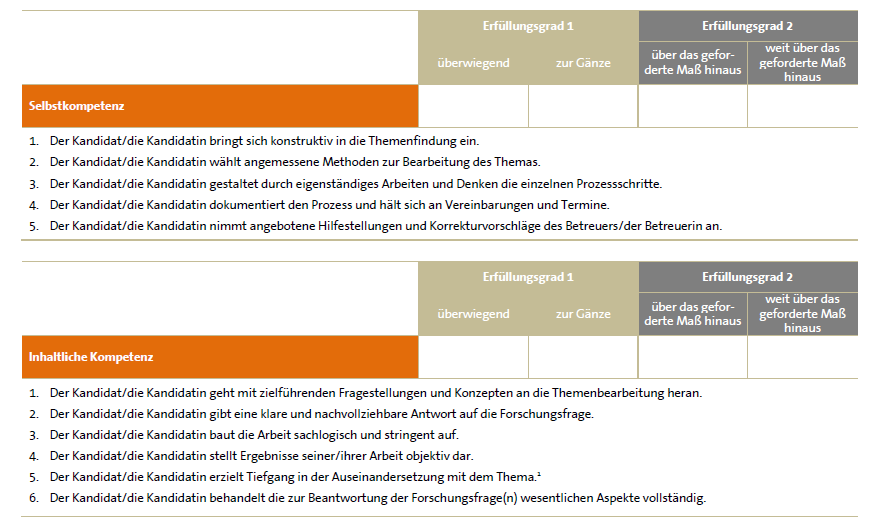 Erfüllungsgrad 1
Erfüllungsgrad 2
überwiegend
zur Gänze
über das gefor-
derte Maß hinaus
weit über das
geforderte Maß
hinaus
Selbstkompetenz
1. Der Kandidat/die Kandidatin bringt sich konstruktiv in die Themenfindung ein.
2. Der Kandidat/die Kandidatin wählt angemessene Methoden zur Bearbeitung des Themas.
3. Der Kandidat/die Kandidatin gestaltet durch eigenständiges Arbeiten und Denken die einzelnen Prozessschritte.
4. Der Kandidat/die Kandidatin dokumentiert den Prozess und hält sich an Vereinbarungen und Termine.
5. Der Kandidat/die Kandidatin nimmt angebotene Hilfestellungen und Korrekturvorschläge des Betreuers/der Betreuerin an.
Erfüllungsgrad 1
Erfüllungsgrad 2
überwiegend
zur Gänze
über das gefor-
derte Maß hinaus
weit über das
geforderte Maß
hinaus
Inhaltliche Kompetenz
1. Der Kandidat/die Kandidatin geht mit zielführenden Fragestellungen und Konzepten an die Themenbearbeitung heran.
2. Der Kandidat/die Kandidatin gibt eine klare und nachvollziehbare Antwort auf die Forschungsfrage.
3. Der Kandidat/die Kandidatin baut die Arbeit sachlogisch und stringent auf.
4. Der Kandidat/die Kandidatin stellt Ergebnisse seiner/ihrer Arbeit objektiv dar.
5. Der Kandidat/die Kandidatin erzielt Tiefgang in der Auseinandersetzung mit dem Thema.¹
6. Der Kandidat/die Kandidatin behandelt die zur Beantwortung der Forschungsfrage(n) wesentlichen Aspekte vollständig.